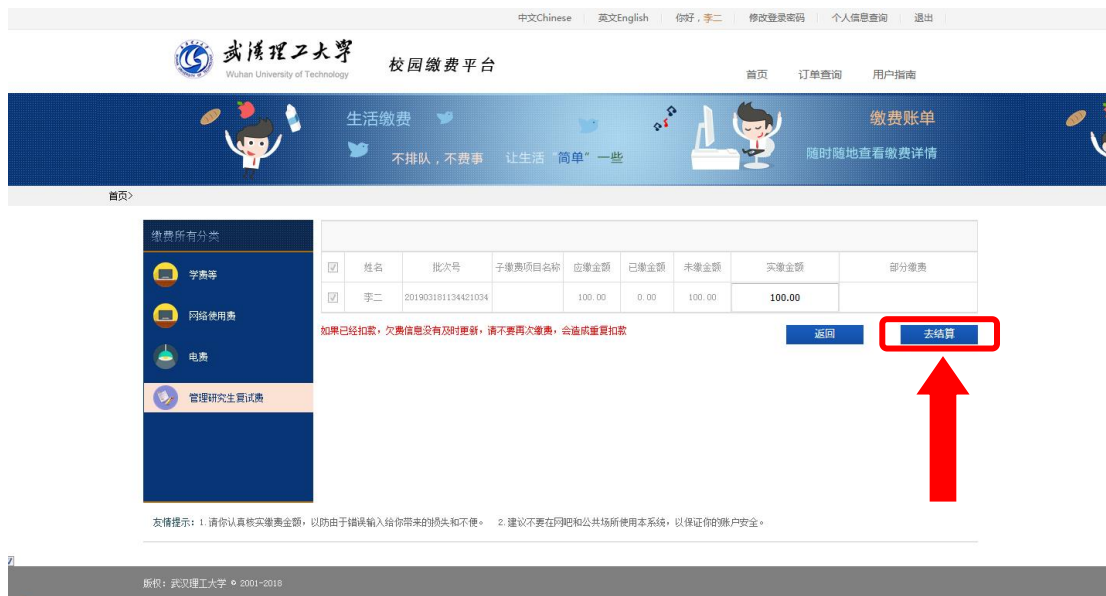 中文Chinese 英文English 你好，李二 修改登录密码 个人信息查询 退出
武汉理工大学 校园缴费平台
Wuhan University of Technology
首页 订单查询 用户指南
生活缴费 缴费账单
不排队，不费事 让生活“简单”一些 随时随地查看缴费详情
首页>
缴费所有分类
学费等
网络使用费
电费
管理研究生复试费
姓名 批次号 子缴费项目名称 应缴金额 已缴金额 未缴金额 实缴金额 部分缴费
李二 201903181134421034 100.00 0.00 100.00 100.00
如果已经扣款，欠费信息没有及时更新，请不要再次缴费，会造成重复扣款
返回 去结算
友情提示：1.请你认真核实缴费金额，以防由于错误输入给你带来的损失和不便。 2.建议不要在网吧和公共场所使用本系统，以保证你的账户安全。
版权：武汉理工大学 © 2001-2018